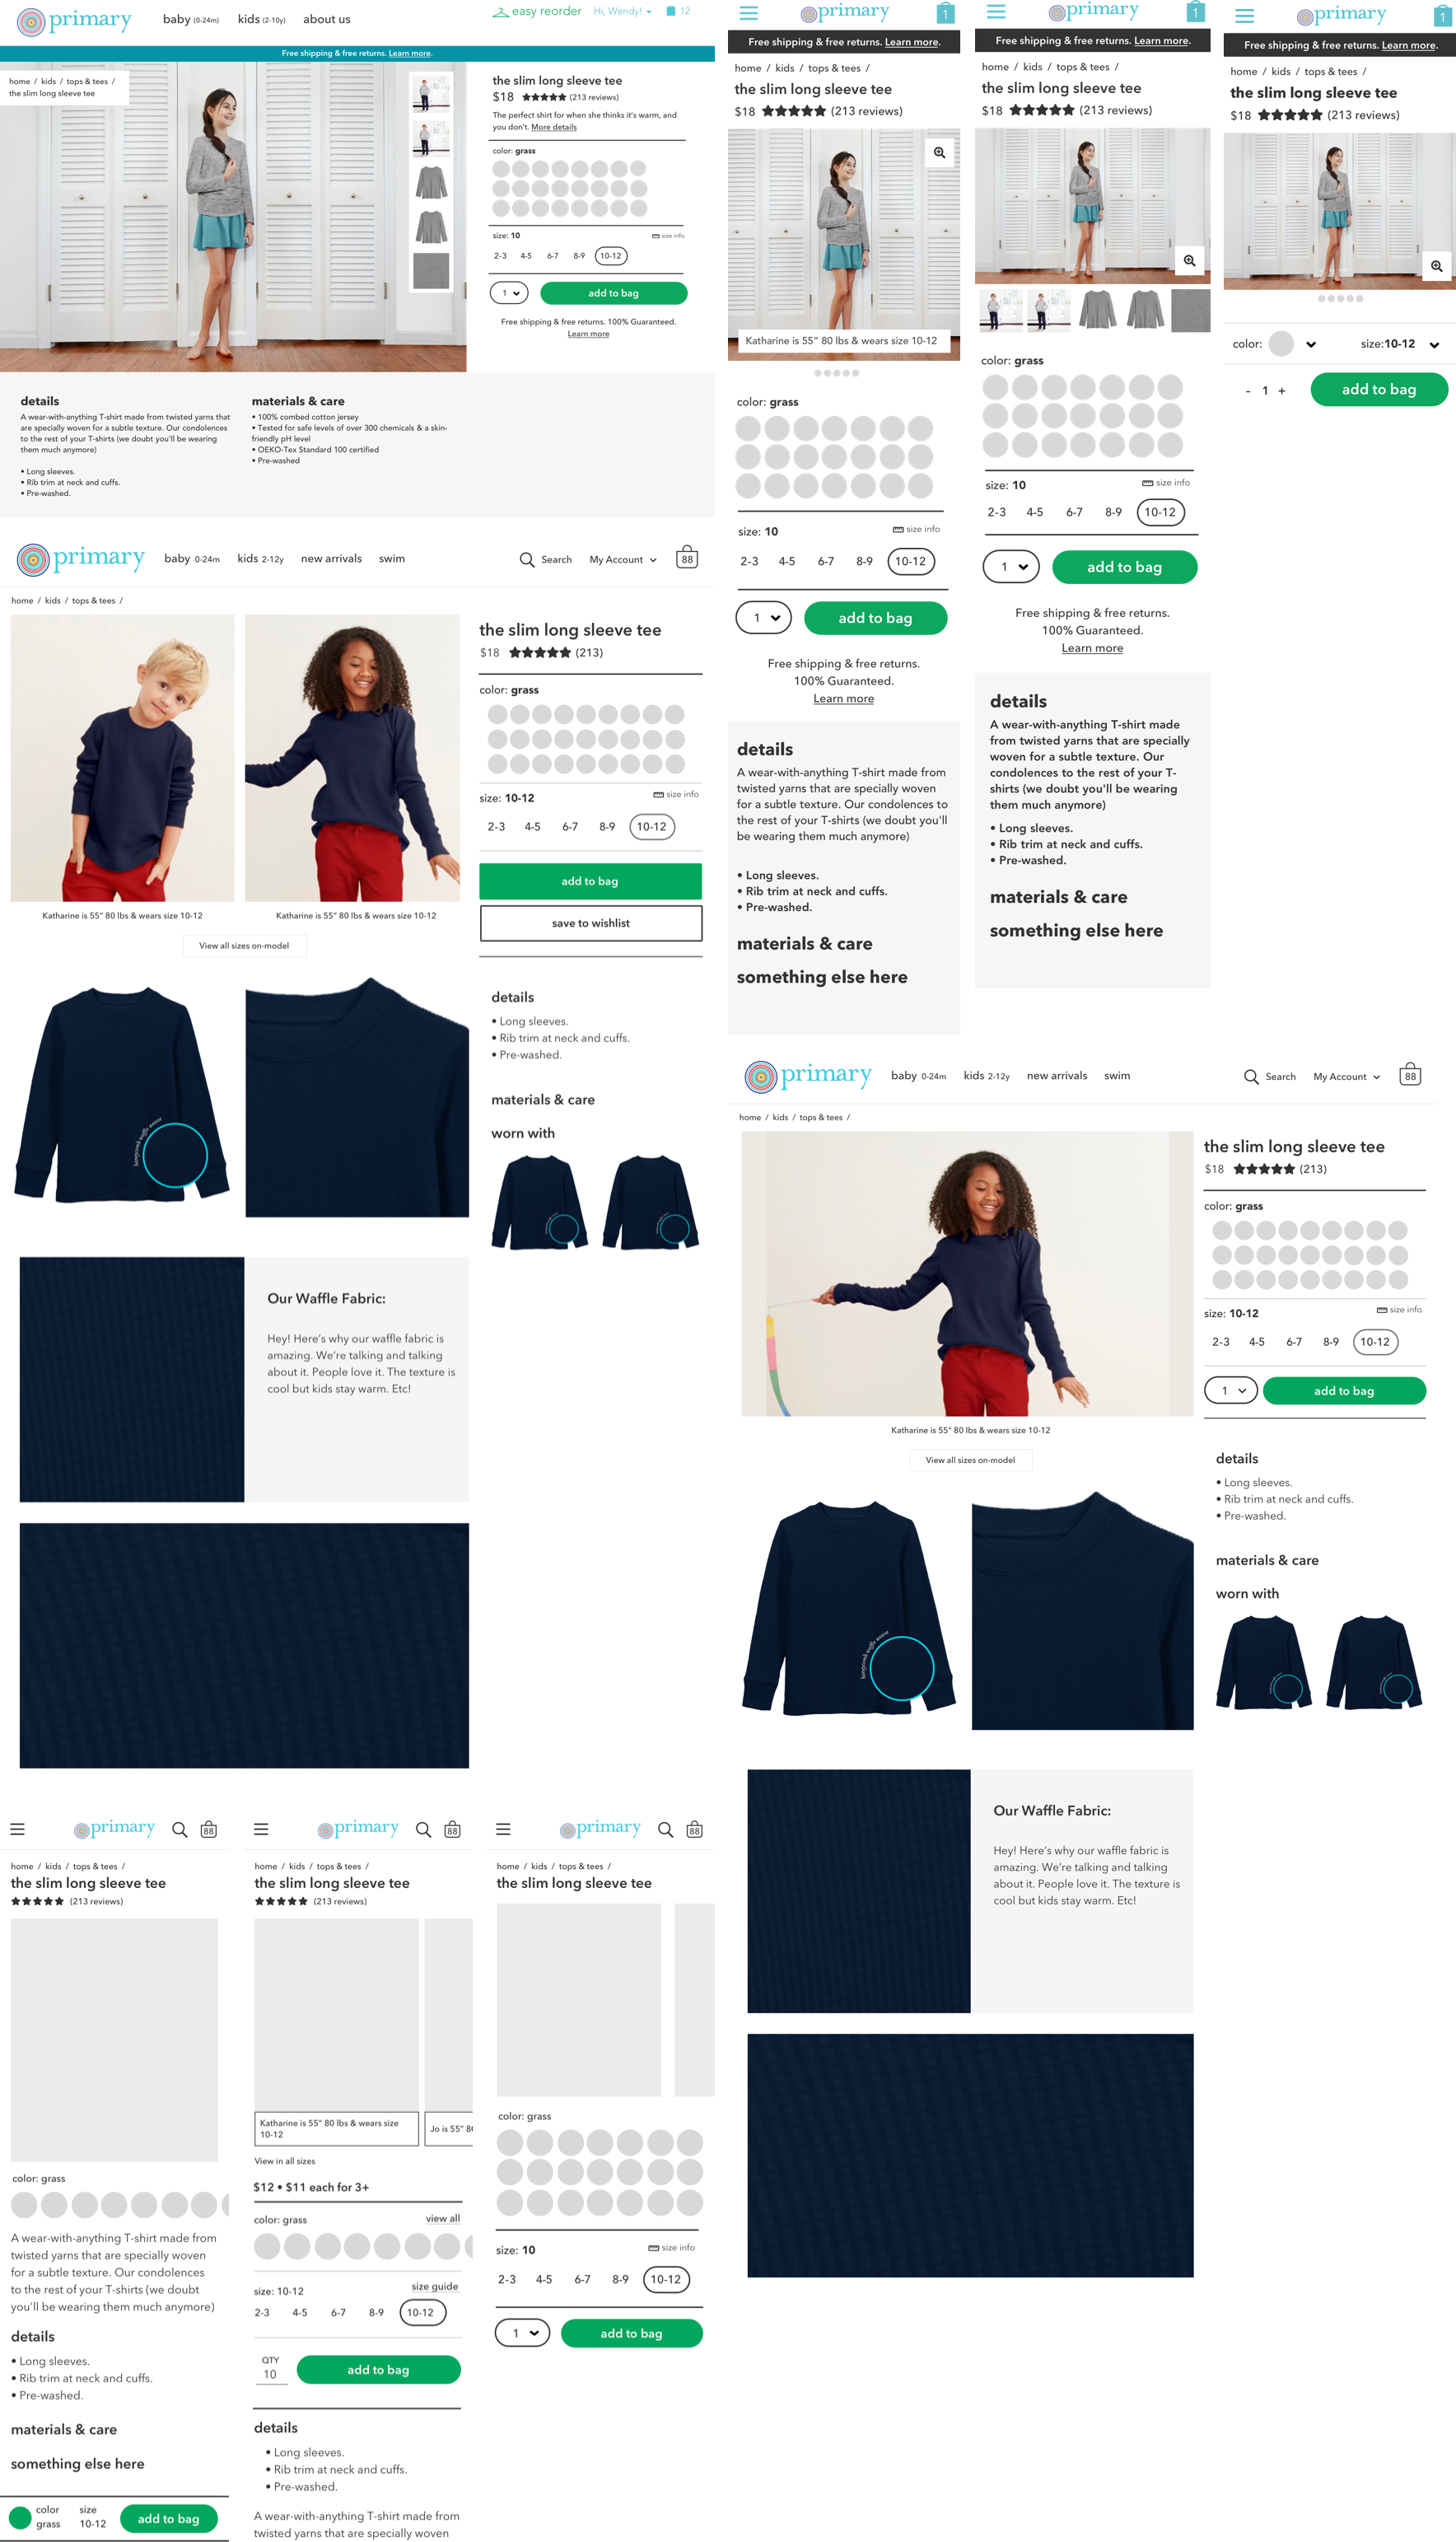 primary
baby (0-24m) kids (2-10y) about us
easy reorder Hi, Wendy! 12
Free shipping & free returns. Learn more.
home / kids / tops & tees /
the slim long sleeve tee
the slim long sleeve tee
$18 (213 reviews)
The perfect shirt for when she thinks it's warm, and
you don't. More details
color: grass
size: 10 size info
2-3 4-5 6-7 8-9 10-12
1 add to bag
Free shipping & free returns. 100% Guaranteed.
Learn more
details
A wear-with-anything T-shirt made from twisted yarns that
are specially woven for a subtle texture. Our condolences
to the rest of your T-shirts (we doubt you'll be wearing
them much anymore)
• Long sleeves.
• Rib trim at neck and cuffs.
• Pre-washed.
materials & care
• 100% combed cotton jersey
• Tested for safe levels of over 300 chemicals & a skin-
friendly pH level
• OEKO-Tex Standard 100 certified
• Pre-washed
primary
1
Free shipping & free returns. Learn more.
home / kids / tops & tees /
the slim long sleeve tee
$18 (213 reviews)
Katharine is 55" 80 lbs & wears size 10-12
color: grass
size: 10 size info
2-3 4-5 6-7 8-9 10-12
1 add to bag
Free shipping & free returns.
100% Guaranteed.
Learn more
details
A wear-with-anything T-shirt made from
twisted yarns that are specially woven
for a subtle texture. Our condolences to
the rest of your T-shirts (we doubt you'll
be wearing them much anymore)
• Long sleeves.
• Rib trim at neck and cuffs.
• Pre-washed.
materials & care
something else here
primary
1
Free shipping & free returns. Learn more.
home / kids / tops & tees /
the slim long sleeve tee
$18 (213 reviews)
color: grass
size: 10 size info
2-3 4-5 6-7 8-9 10-12
1 add to bag
Free shipping & free returns.
100% Guaranteed.
Learn more
details
A wear-with-anything T-shirt made
from twisted yarns that are specially
woven for a subtle texture. Our
condolences to the rest of your T-
shirts (we doubt you'll be wearing
them much anymore)
• Long sleeves.
• Rib trim at neck and cuffs.
• Pre-washed.
materials & care
something else here
primary
1
Free shipping & free returns. Learn more.
home / kids / tops & tees /
the slim long sleeve tee
$18 (213 reviews)
color: size:10-12
- 1 + add to bag
primary
baby 0-24m kids 2-12y new arrivals swim
Search My Account 88
home / kids / tops & tees /
Katharine is 55" 80 lbs & wears size 10-12
Katharine is 55" 80 lbs & wears size 10-12
View all sizes on-model
the slim long sleeve tee
$18 (213)
color: grass
size: 10-12 size info
2-3 4-5 6-7 8-9 10-12
add to bag
save to wishlist
details
• Long sleeves.
• Rib trim at neck and cuffs.
• Pre-washed.
materials & care
worn with
Our Waffle Fabric:
Hey! Here's why our waffle fabric is
amazing. We're talking and talking
about it. People love it. The texture is
cool but kids stay warm. Etc!
primary
baby 0-24m kids 2-12y new arrivals swim
Search My Account 88
home / kids / tops & tees /
Katharine is 55" 80 lbs & wears size 10-12
View all sizes on-model
the slim long sleeve tee
$18 (213)
color: grass
size: 10-12 size info
2-3 4-5 6-7 8-9 10-12
1 add to bag
details
• Long sleeves.
• Rib trim at neck and cuffs.
• Pre-washed.
materials & care
worn with
Our Waffle Fabric:
Hey! Here's why our waffle fabric is
amazing. We're talking and talking
about it. People love it. The texture is
cool but kids stay warm. Etc!
primary 88
home / kids / tops & tees /
the slim long sleeve tee
(213 reviews)
color: grass
A wear-with-anything T-shirt made from
twisted yarns that are specially woven
for a subtle texture. Our condolences
to the rest of your T-shirts (we doubt
you'll be wearing them much anymore)
details
• Long sleeves.
• Rib trim at neck and cuffs.
• Pre-washed.
materials & care
something else here
color size
grass 10-12
add to bag
primary 88
home / kids / tops & tees /
the slim long sleeve tee
(213 reviews)
Katharine is 55" 80 lbs & wears size
10-12
Jo is 55" 8
View in all sizes
$12 • $11 each for 3+
color: grass view all
size: 10-12 size guide
2-3 4-5 6-7 8-9 10-12
QTY
10
add to bag
details
• Long sleeves.
• Rib trim at neck and cuffs.
• Pre-washed.
A wear-with-anything T-shirt made from
twisted yarns that are specially woven
primary 88
home / kids / tops & tees /
the slim long sleeve tee
color: grass
size: 10 size info
2-3 4-5 6-7 8-9 10-12
1 add to bag